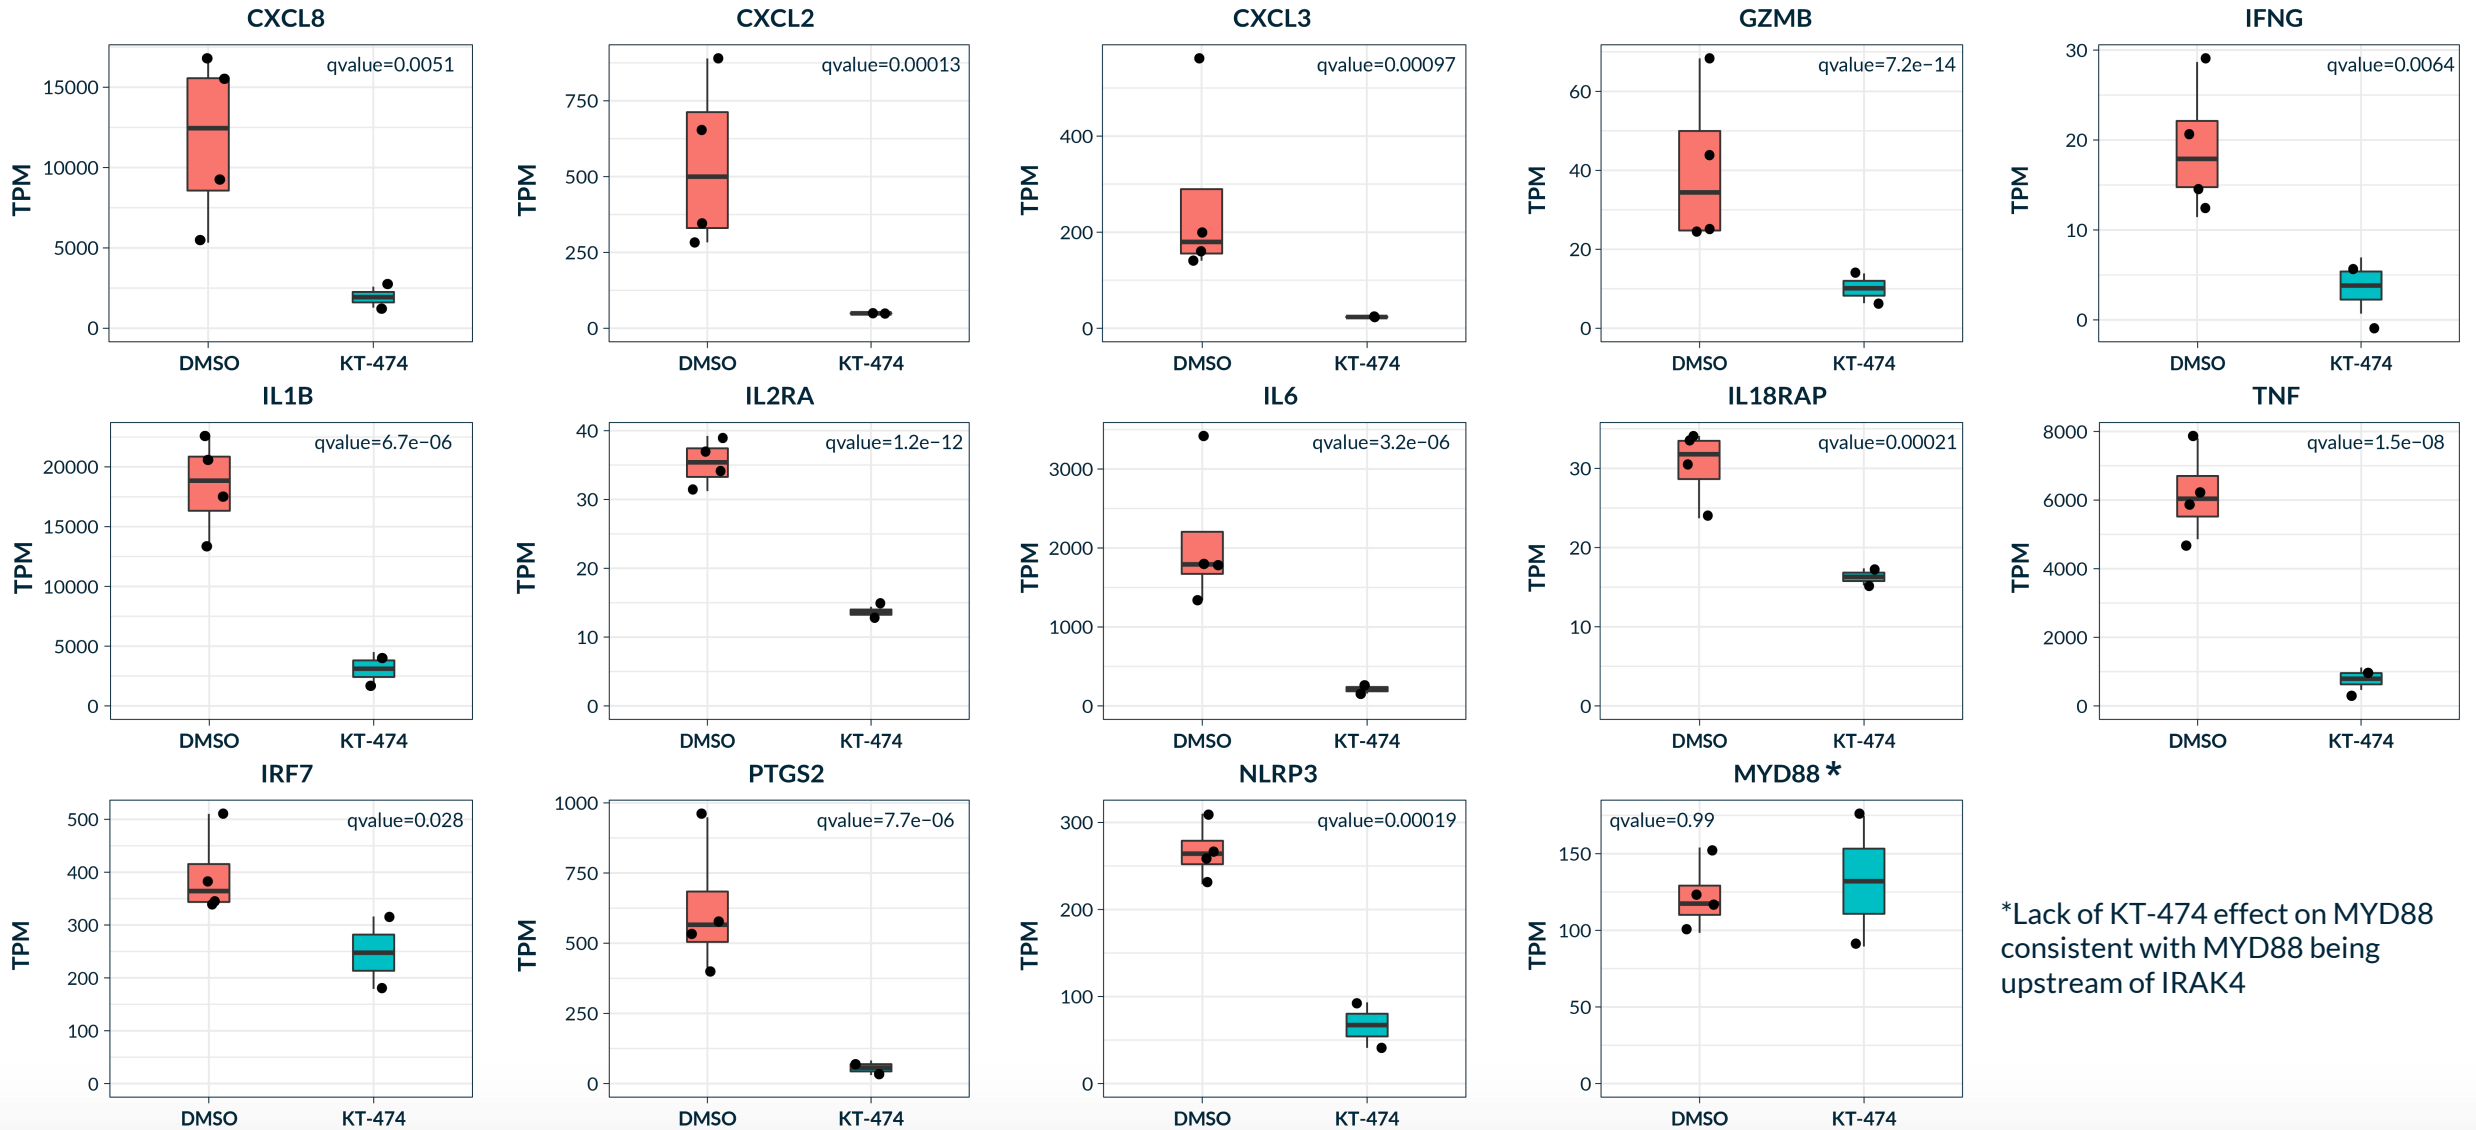 CXCL8
CXCL2
CXCL3
GZMB
IFNG
qvalue=0.0051
qvalue=0.00013
qvalue=0.00097
qvalue=7.2e−14
qvalue=0.0064
TPM
15000
10000
5000
0
DMSO
KT-474
TPM
750
500
250
0
DMSO
KT-474
TPM
400
200
0
DMSO
KT-474
TPM
60
40
20
0
DMSO
KT-474
TPM
30
20
10
0
DMSO
KT-474
IL1B
IL2RA
IL6
IL18RAP
TNF
qvalue=6.7e−06
qvalue=1.2e−12
qvalue=3.2e−06
qvalue=0.00021
qvalue=1.5e−08
TPM
20000
15000
10000
5000
0
DMSO
KT-474
TPM
40
30
20
10
0
DMSO
KT-474
TPM
3000
2000
1000
0
DMSO
KT-474
TPM
30
20
10
0
DMSO
KT-474
TPM
8000
6000
4000
2000
0
DMSO
KT-474
IRF7
PTGS2
NLRP3
MYD88 *
qvalue=0.028
qvalue=7.7e−06
qvalue=0.00019
qvalue=0.99
TPM
500
400
300
200
100
0
DMSO
KT-474
TPM
1000
750
500
250
0
DMSO
KT-474
TPM
300
200
100
0
DMSO
KT-474
TPM
150
100
50
0
DMSO
KT-474
*Lack of KT-474 effect on MYD88
consistent with MYD88 being
upstream of IRAK4